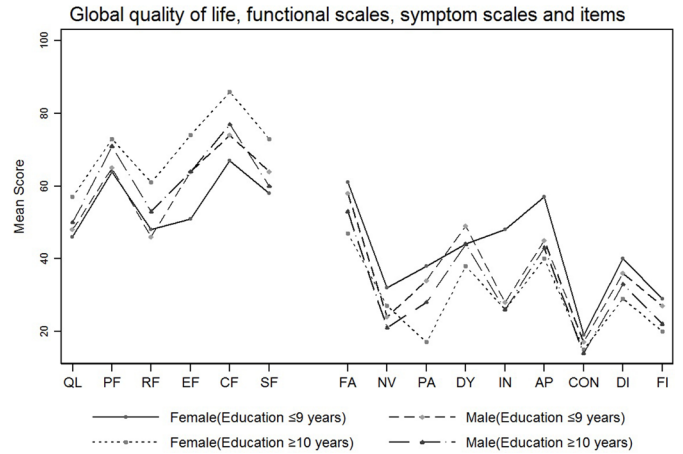 Global quality of life, functional scales, symptom scales and items
Mean Score
100
80
60
40
20
QL PF RF EF CF SF FA NV PA DY IN AP CON DI FI
Female(Education ≤9 years) Male(Education ≤9 years)
Female(Education ≥10 years) Male(Education ≥10 years)